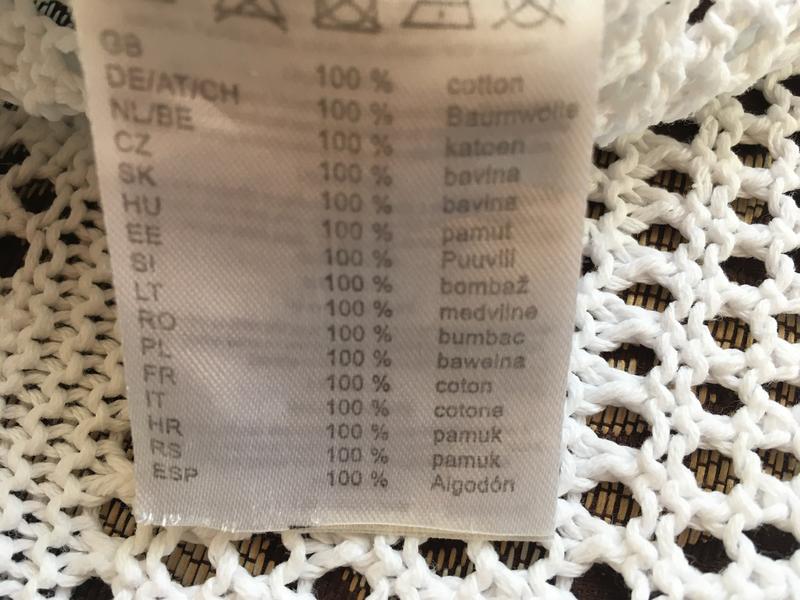 GB 100 % cotton
DE/AT/CH 100 % Baumwolle
NL/BE 100 % katoen
CZ 100 % bavlna
SK 100 % bavlna
HU 100 % pamut
EE 100 % Puuvill
SI 100 % bombaž
LT 100 % medvilne
RO 100 % bumbac
PL 100 % bawelna
FR 100 % coton
IT 100 % cotone
HR 100 % pamuk
RS 100 % pamuk
ESP 100 % Algodón